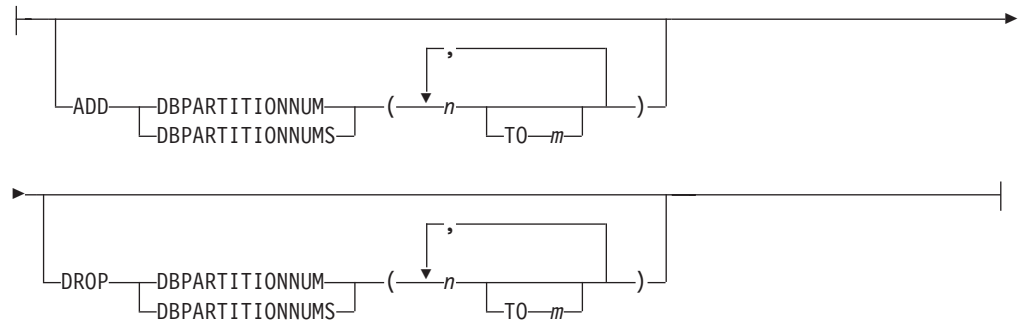 ,
ADD DBPARTITIONNUM ( n )
DBPARTITIONNUMS TO m
,
DROP DBPARTITIONNUM ( n )
DBPARTITIONNUMS TO m